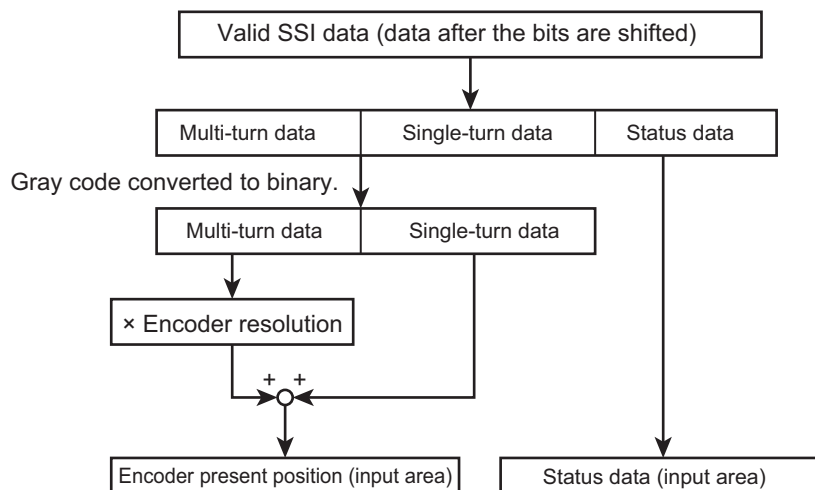 Valid SSI data (data after the bits are shifted)
Multi-turn data Single-turn data Status data
Gray code converted to binary.
Multi-turn data Single-turn data
× Encoder resolution
+ +
Encoder present position (input area) Status data (input area)